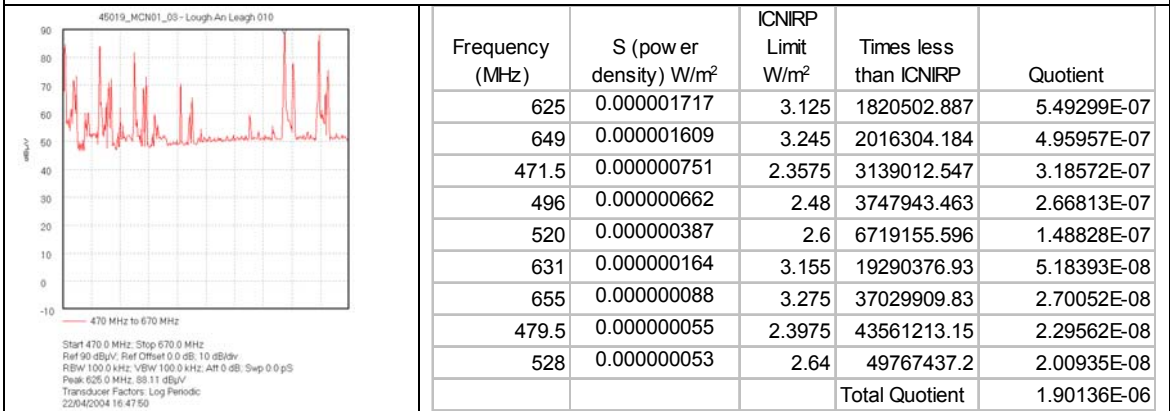 45019_MCN01_03 - Lough An Leagh 010
90
80
70
60
50
40
30
20
10
0
-10
dBµV
470 MHz to 670 MHz
Start 470.0 MHz; Stop 670.0 MHz
Ref 90 dBµV; Ref Offset 0.0 dB; 10 dB/div
RBW 100.0 kHz; VBW 100.0 kHz; Att 0 dB; Swp 0.0 pS
Peak 625.0 MHz, 88.11 dBµV
Transducer Factors: Log Periodic
22/04/2004 16:47:50
Frequency (MHz) S (power density) W/m² ICNIRP Limit W/m² Times less than ICNIRP Quotient
625 0.000001717 3.125 1820502.887 5.49299E-07
649 0.000001609 3.245 2016304.184 4.95957E-07
471.5 0.000000751 2.3575 3139012.547 3.18572E-07
496 0.000000662 2.48 3747943.463 2.66813E-07
520 0.000000387 2.6 6719155.596 1.48828E-07
631 0.000000164 3.155 19290376.93 5.18393E-08
655 0.000000088 3.275 37029909.83 2.70052E-08
479.5 0.000000055 2.3975 43561213.15 2.29562E-08
528 0.000000053 2.64 49767437.2 2.00935E-08
Total Quotient 1.90136E-06